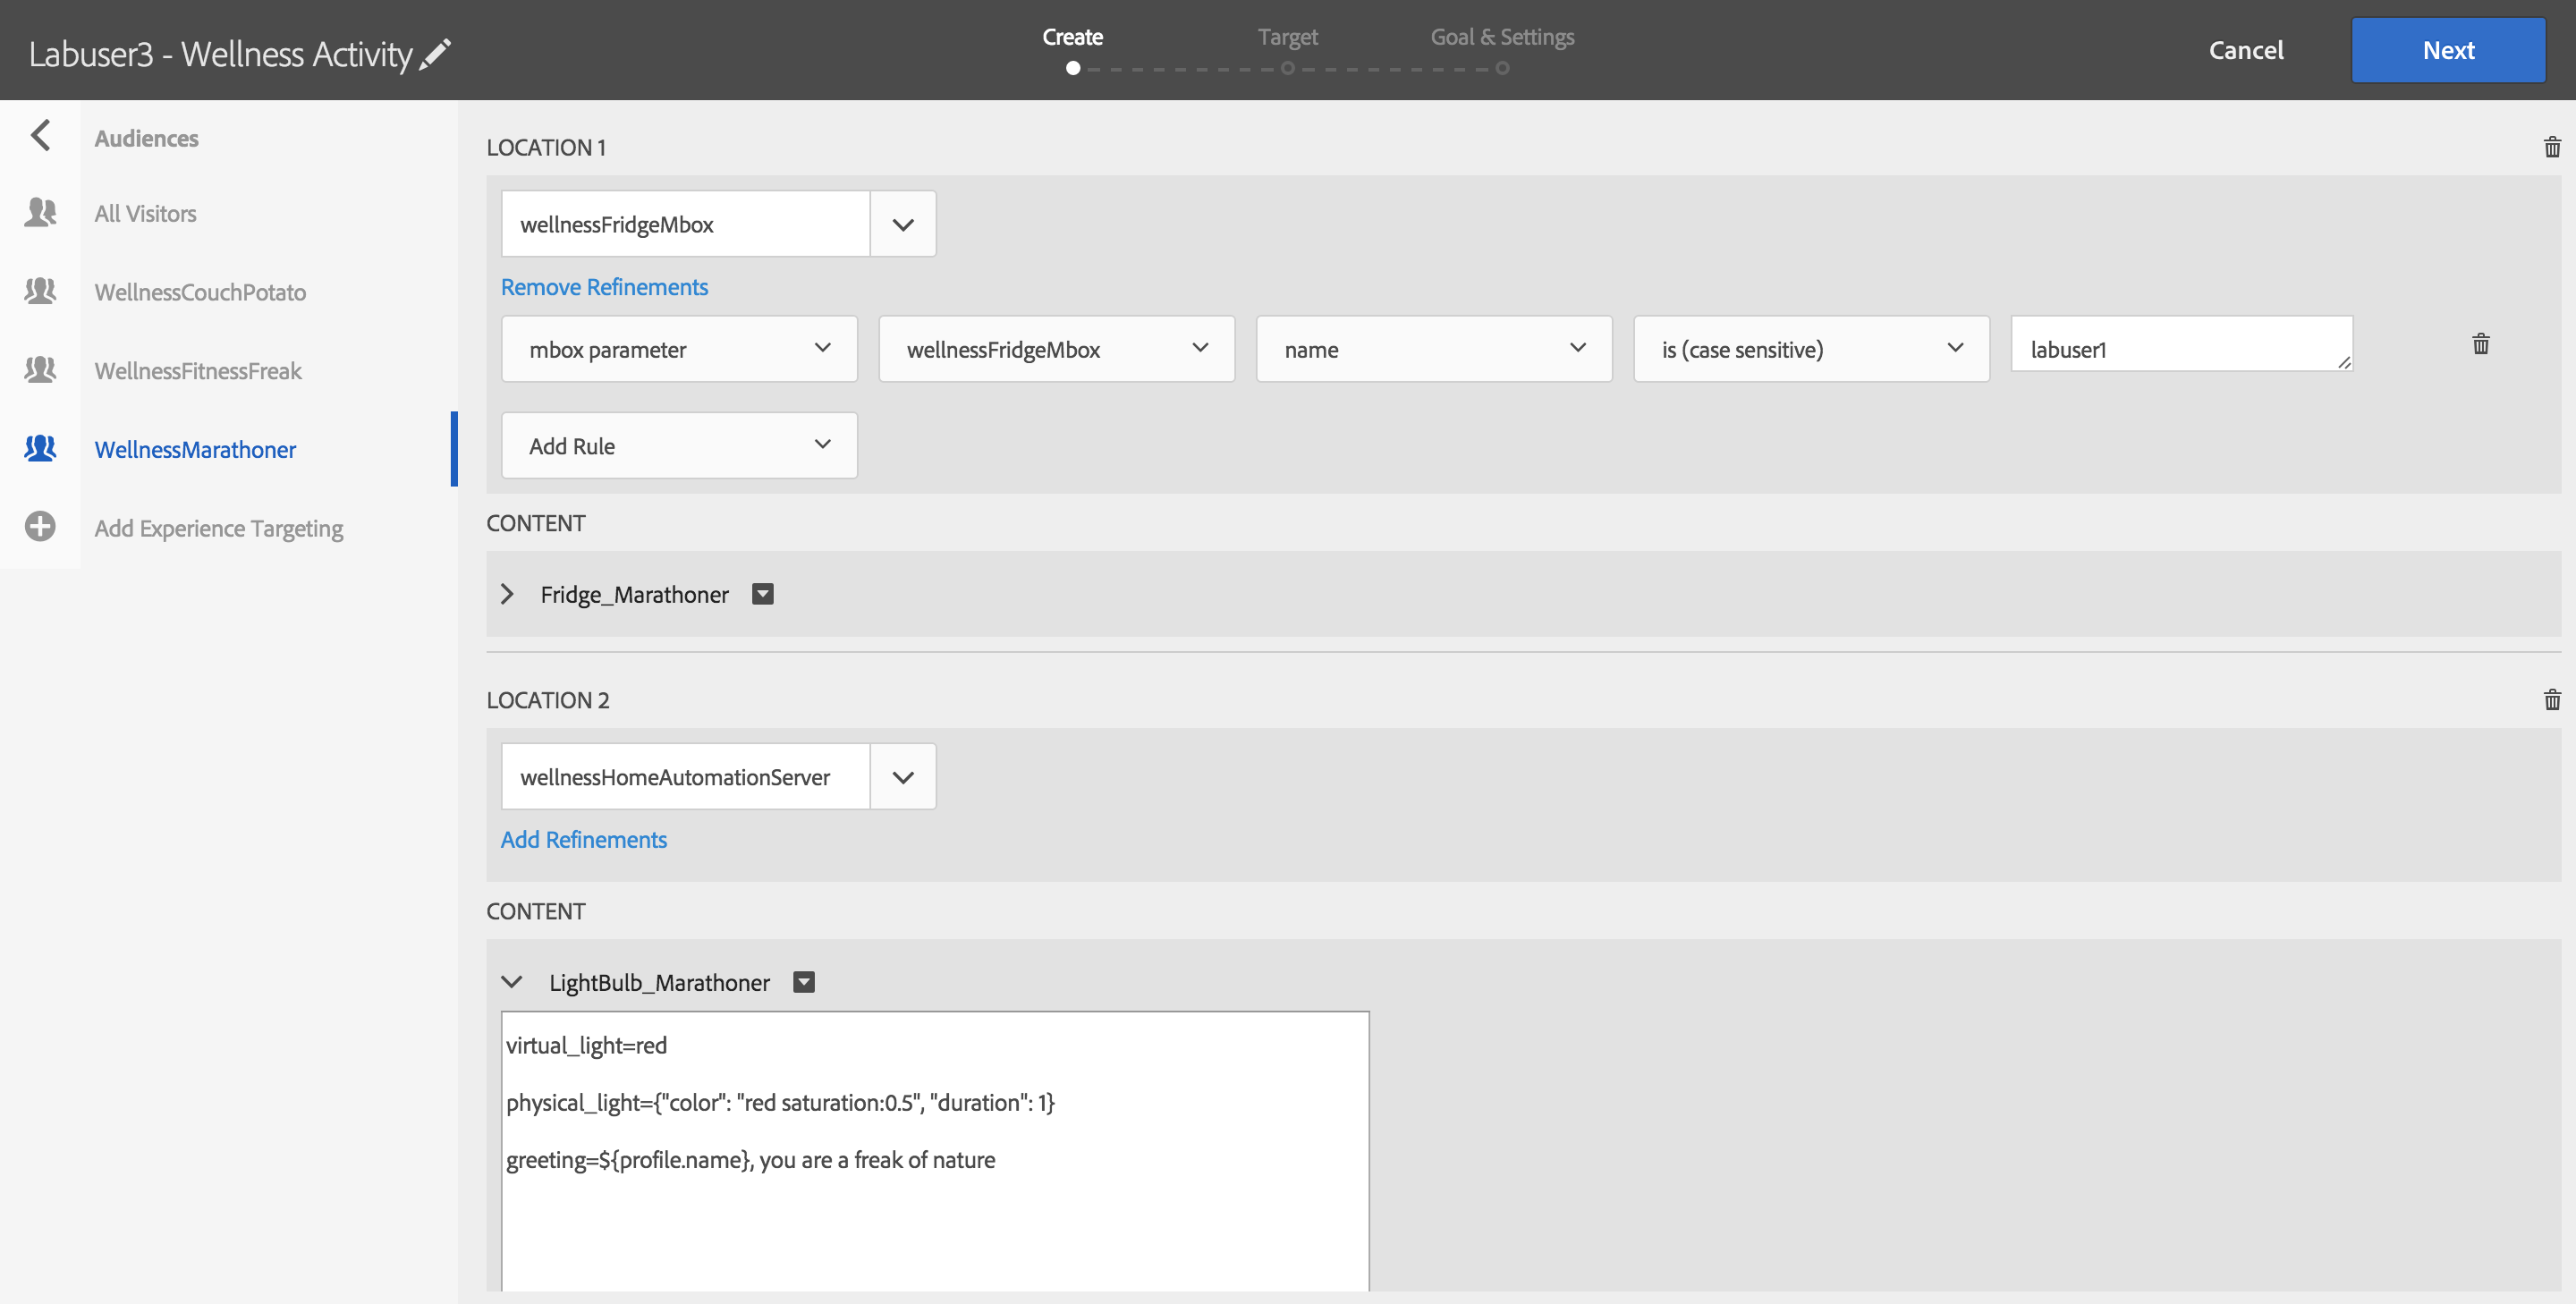 Labuser3 - Wellness Activity
Create
Target
Goal & Settings
Cancel
Next
Audiences
All Visitors
WellnessCouchPotato
WellnessFitnessFreak
WellnessMarathoner
Add Experience Targeting
LOCATION 1
wellnessFridgeMbox
Remove Refinements
mbox parameter
wellnessFridgeMbox
name
is (case sensitive)
labuser1
Add Rule
CONTENT
Fridge_Marathoner
LOCATION 2
wellnessHomeAutomationServer
Add Refinements
CONTENT
LightBulb_Marathoner
virtual_light=red
physical_light={"color": "red saturation:0.5", "duration": 1}
greeting=${profile.name}, you are a freak of nature